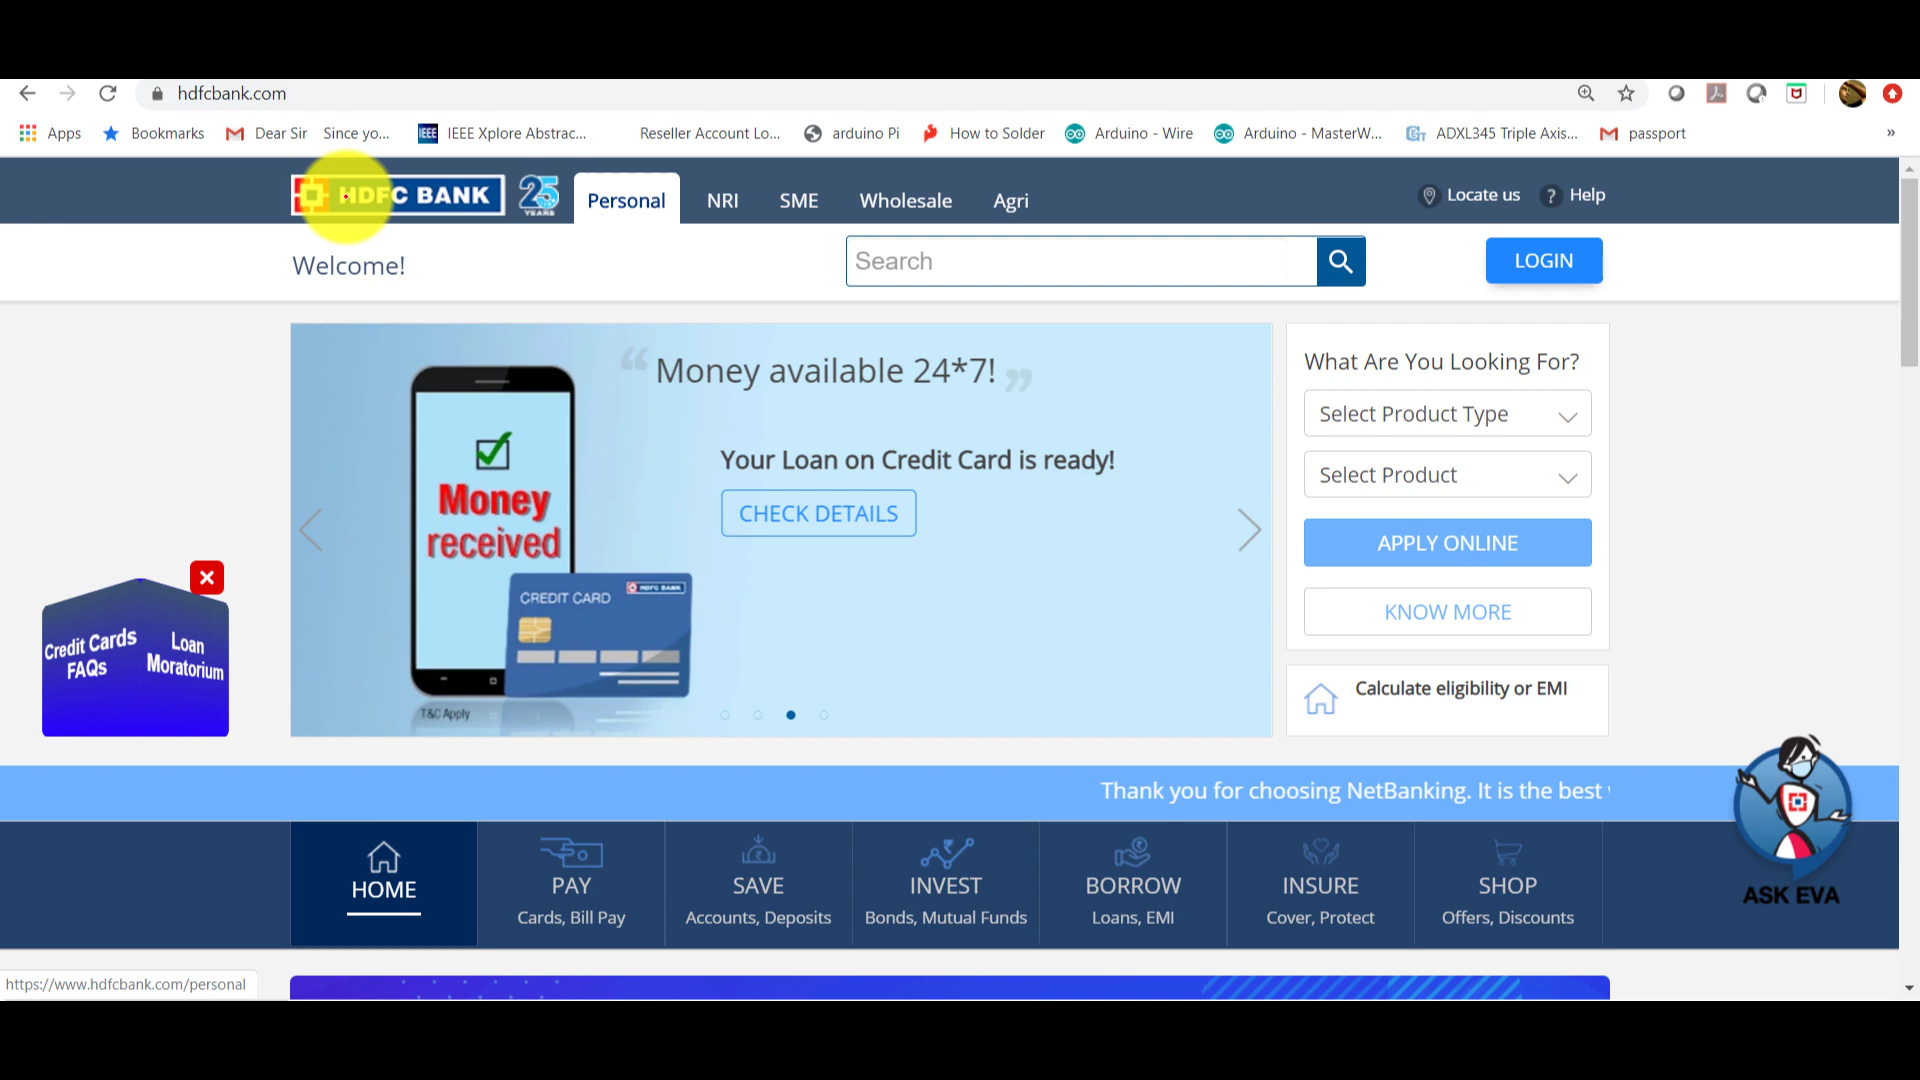 hdfcbank.com
Apps
Bookmarks
Dear Sir Since yo...
IEEE
IEEE Xplore Abstrac...
Reseller Account Lo...
arduino Pi
How to Solder
Arduino - Wire
Arduino - MasterW...
ADXL345 Triple Axis...
passport
»
HDFC BANK
25
YEARS
Personal
NRI
SME
Wholesale
Agri
Locate us
? Help
Welcome!
Search
LOGIN
“ Money available 24*7! ”
Your Loan on Credit Card is ready!
CHECK DETAILS
Money
received
CREDIT CARD
HDFC BANK
T&C Apply
What Are You Looking For?
Select Product Type
Select Product
APPLY ONLINE
KNOW MORE
Calculate eligibility or EMI
Credit Cards
FAQs
Loan
Moratorium
Thank you for choosing NetBanking. It is the best
ASK EVA
HOME
PAY
Cards, Bill Pay
SAVE
Accounts, Deposits
INVEST
Bonds, Mutual Funds
BORROW
Loans, EMI
INSURE
Cover, Protect
SHOP
Offers, Discounts
https://www.hdfcbank.com/personal